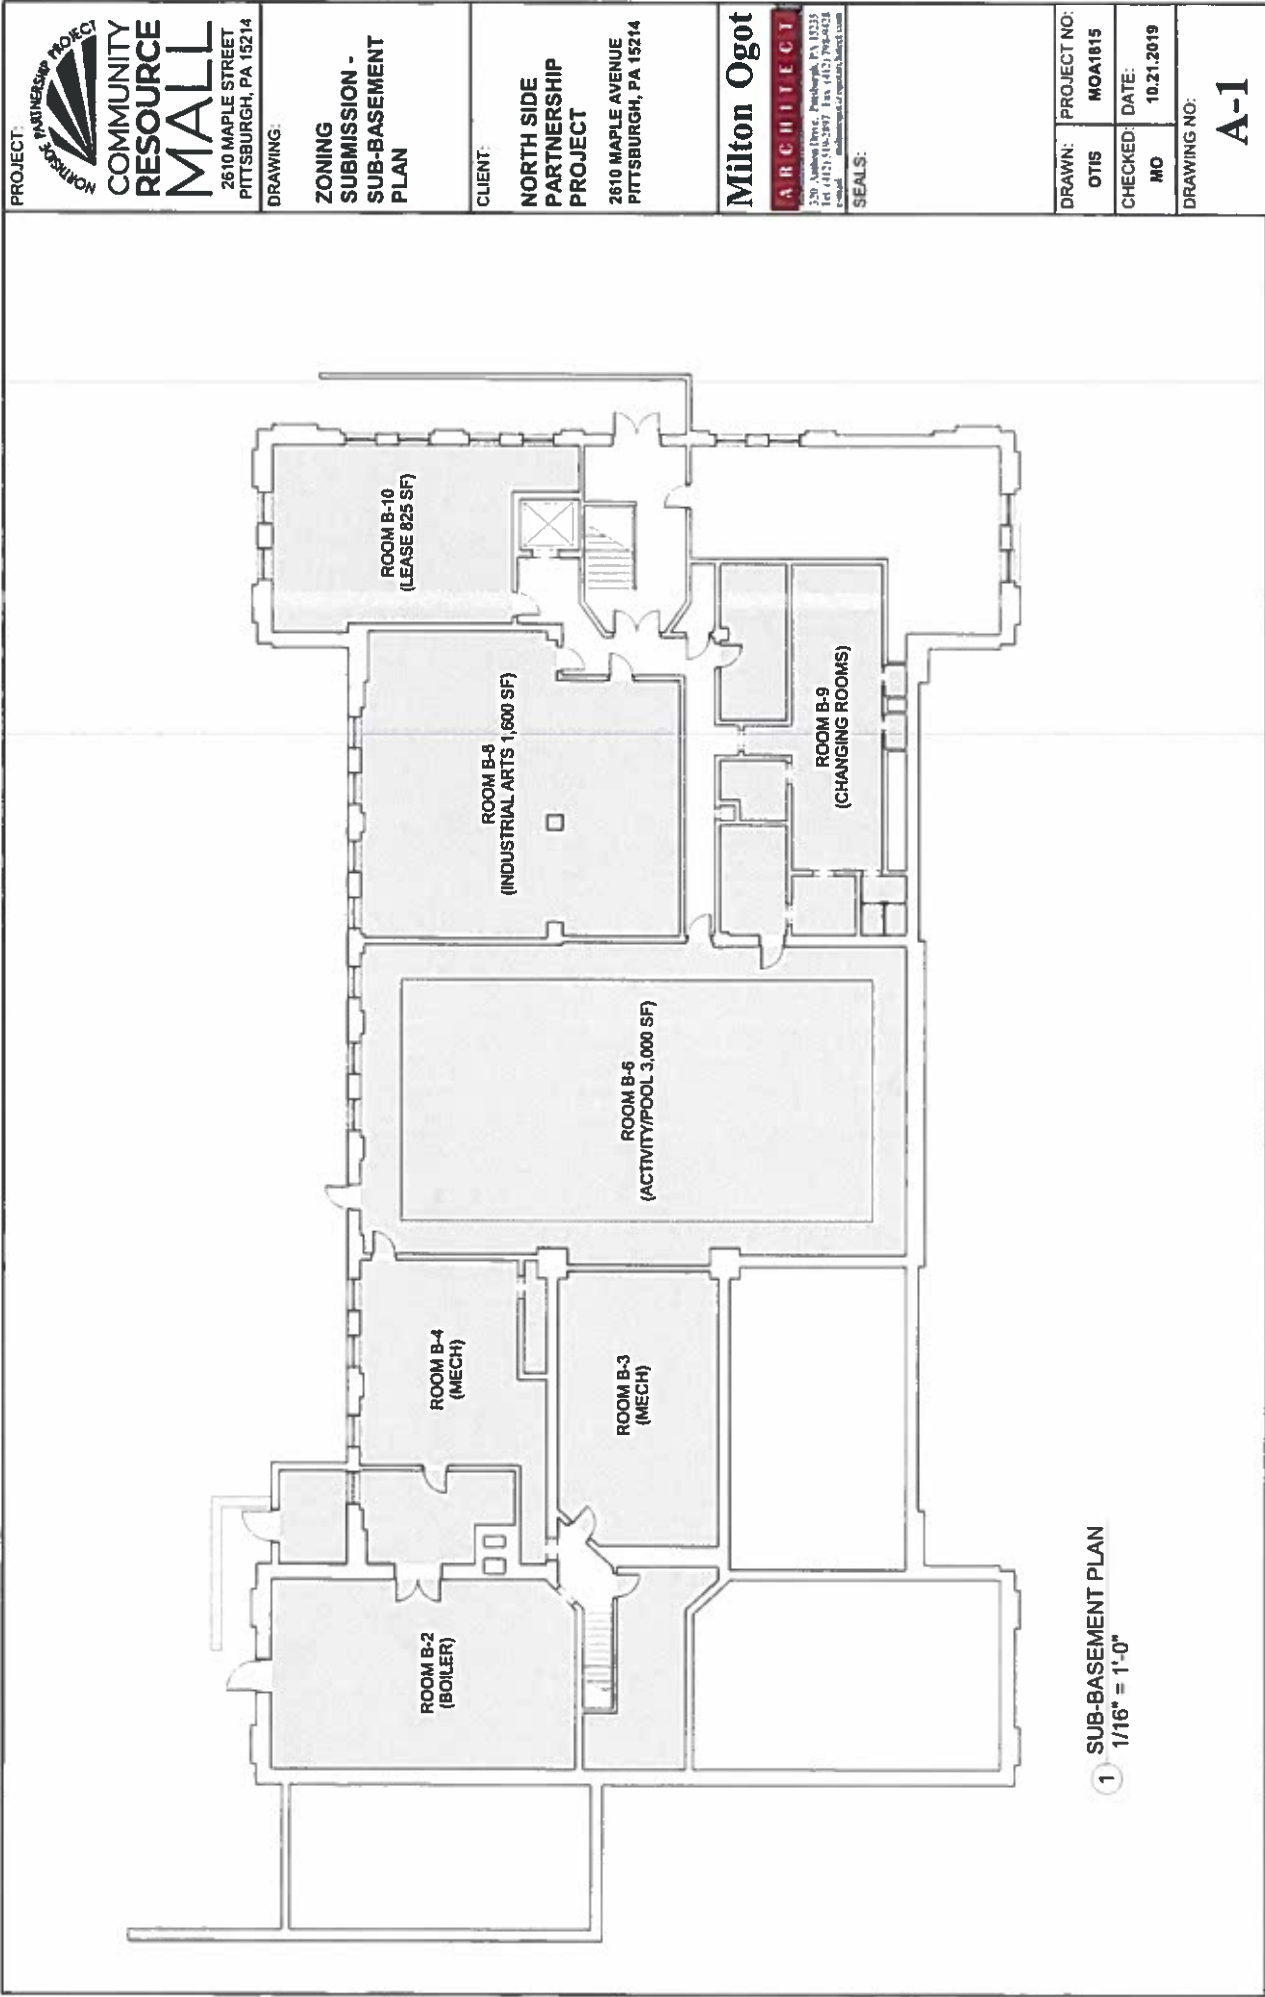 PROJECT:
NORTHSIDE PARTNERSHIP PROJECT
COMMUNITY
RESOURCE
MALL
2610 MAPLE STREET
PITTSBURGH, PA 15214
DRAWING:
ZONING
SUBMISSION -
SUB-BASEMENT
PLAN
CLIENT:
NORTH SIDE
PARTNERSHIP
PROJECT
2610 MAPLE AVENUE
PITTSBURGH, PA 15214
Milton Ogot
ARCHITECT
Drive, Pittsburgh, PA 15235
SEALS:
DRAWN:
OTIS
PROJECT NO:
MOA1815
CHECKED:
MO
DATE:
10.21.2019
DRAWING NO:
A-1
ROOM B-2
(BOILER)
ROOM B-4
(MECH)
ROOM B-3
(MECH)
ROOM B-6
(ACTIVITY/POOL 3,000 SF)
ROOM B-8
(INDUSTRIAL ARTS 1,600 SF)
ROOM B-9
(CHANGING ROOMS)
ROOM B-10
(LEASE 825 SF)
1 SUB-BASEMENT PLAN
1/16" = 1'-0"